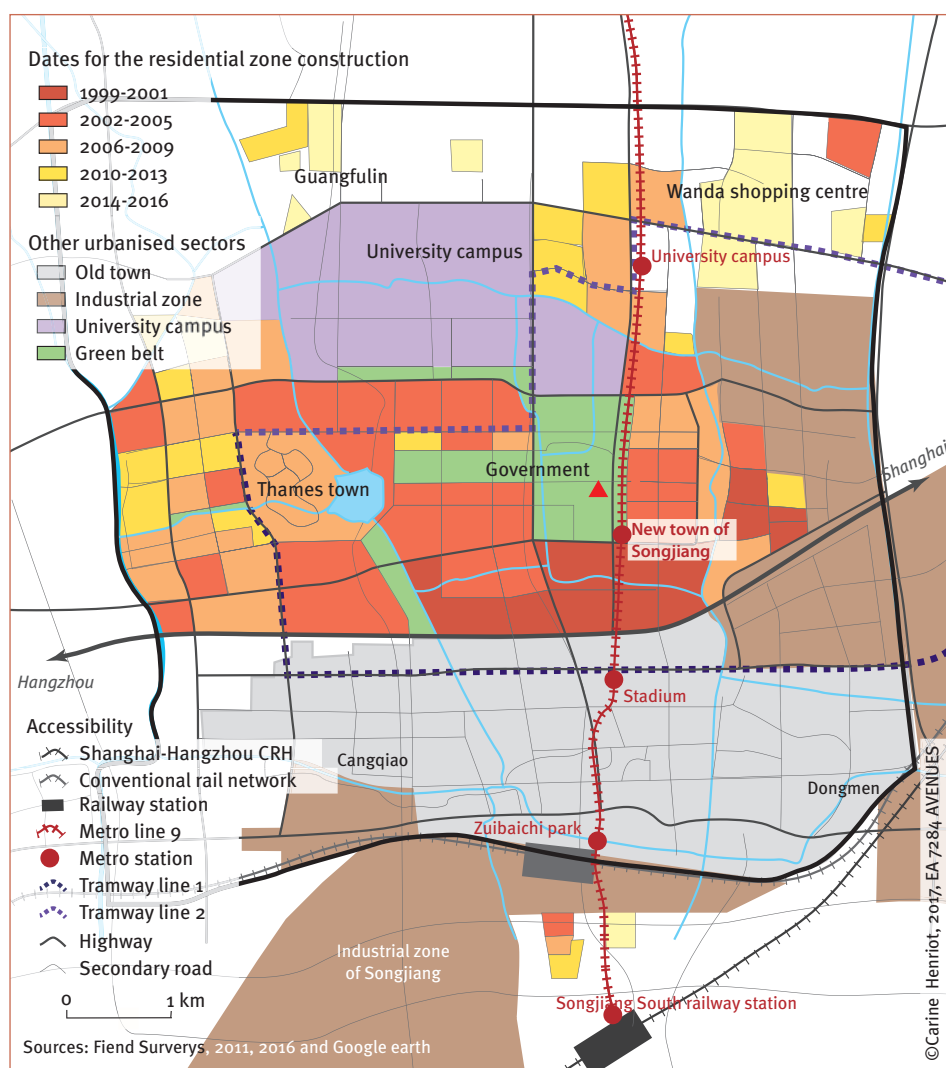 Dates for the residential zone construction
1999-2001
2002-2005
2006-2009
2010-2013
2014-2016
Other urbanised sectors
Old town
Industrial zone
University campus
Green belt
Guangfulin
Wanda shopping centre
University campus
University campus
Shanghai
Government
Thames town
New town of
Songjiang
Hangzhou
Stadium
Accessibility
Shanghai-Hangzhou CRH
Conventional rail network
Railway station
Metro line 9
Metro station
Tramway line 1
Tramway line 2
Highway
Secondary road
0 1 km
Cangqiao
Dongmen
Zuibaichi park
Industrial zone
of Songjiang
Songjiang South railway station
Sources: Fiend Surverys, 2011, 2016 and Google earth
©Carine Henriot, 2017, EA 7284 AVENUES